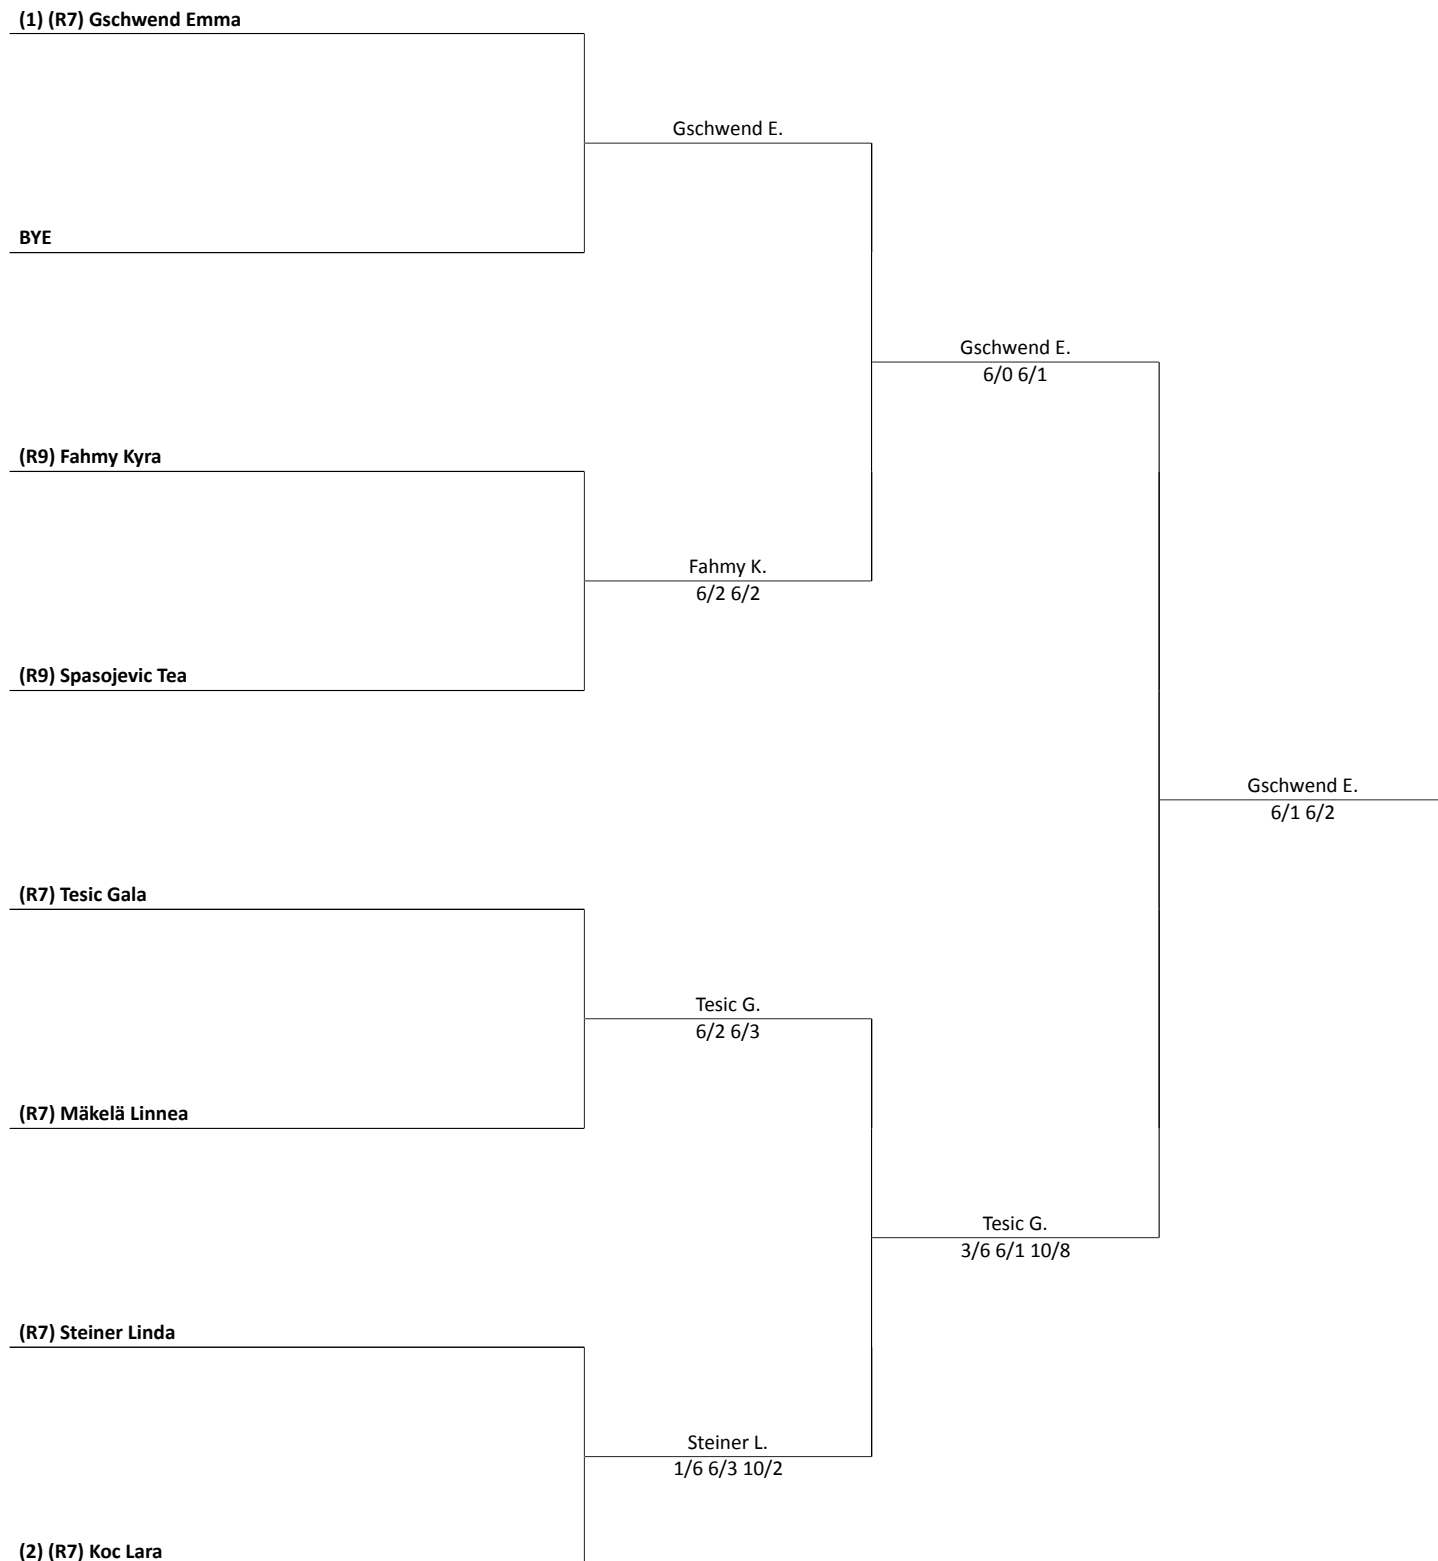 (1) (R7) Gschwend Emma
Gschwend E.
BYE
Gschwend E.
6/0 6/1
(R9) Fahmy Kyra
Fahmy K.
6/2 6/2
(R9) Spasojevic Tea
Gschwend E.
6/1 6/2
(R7) Tesic Gala
Tesic G.
6/2 6/3
(R7) Mäkelä Linnea
Tesic G.
3/6 6/1 10/8
(R7) Steiner Linda
Steiner L.
1/6 6/3 10/2
(2) (R7) Koc Lara